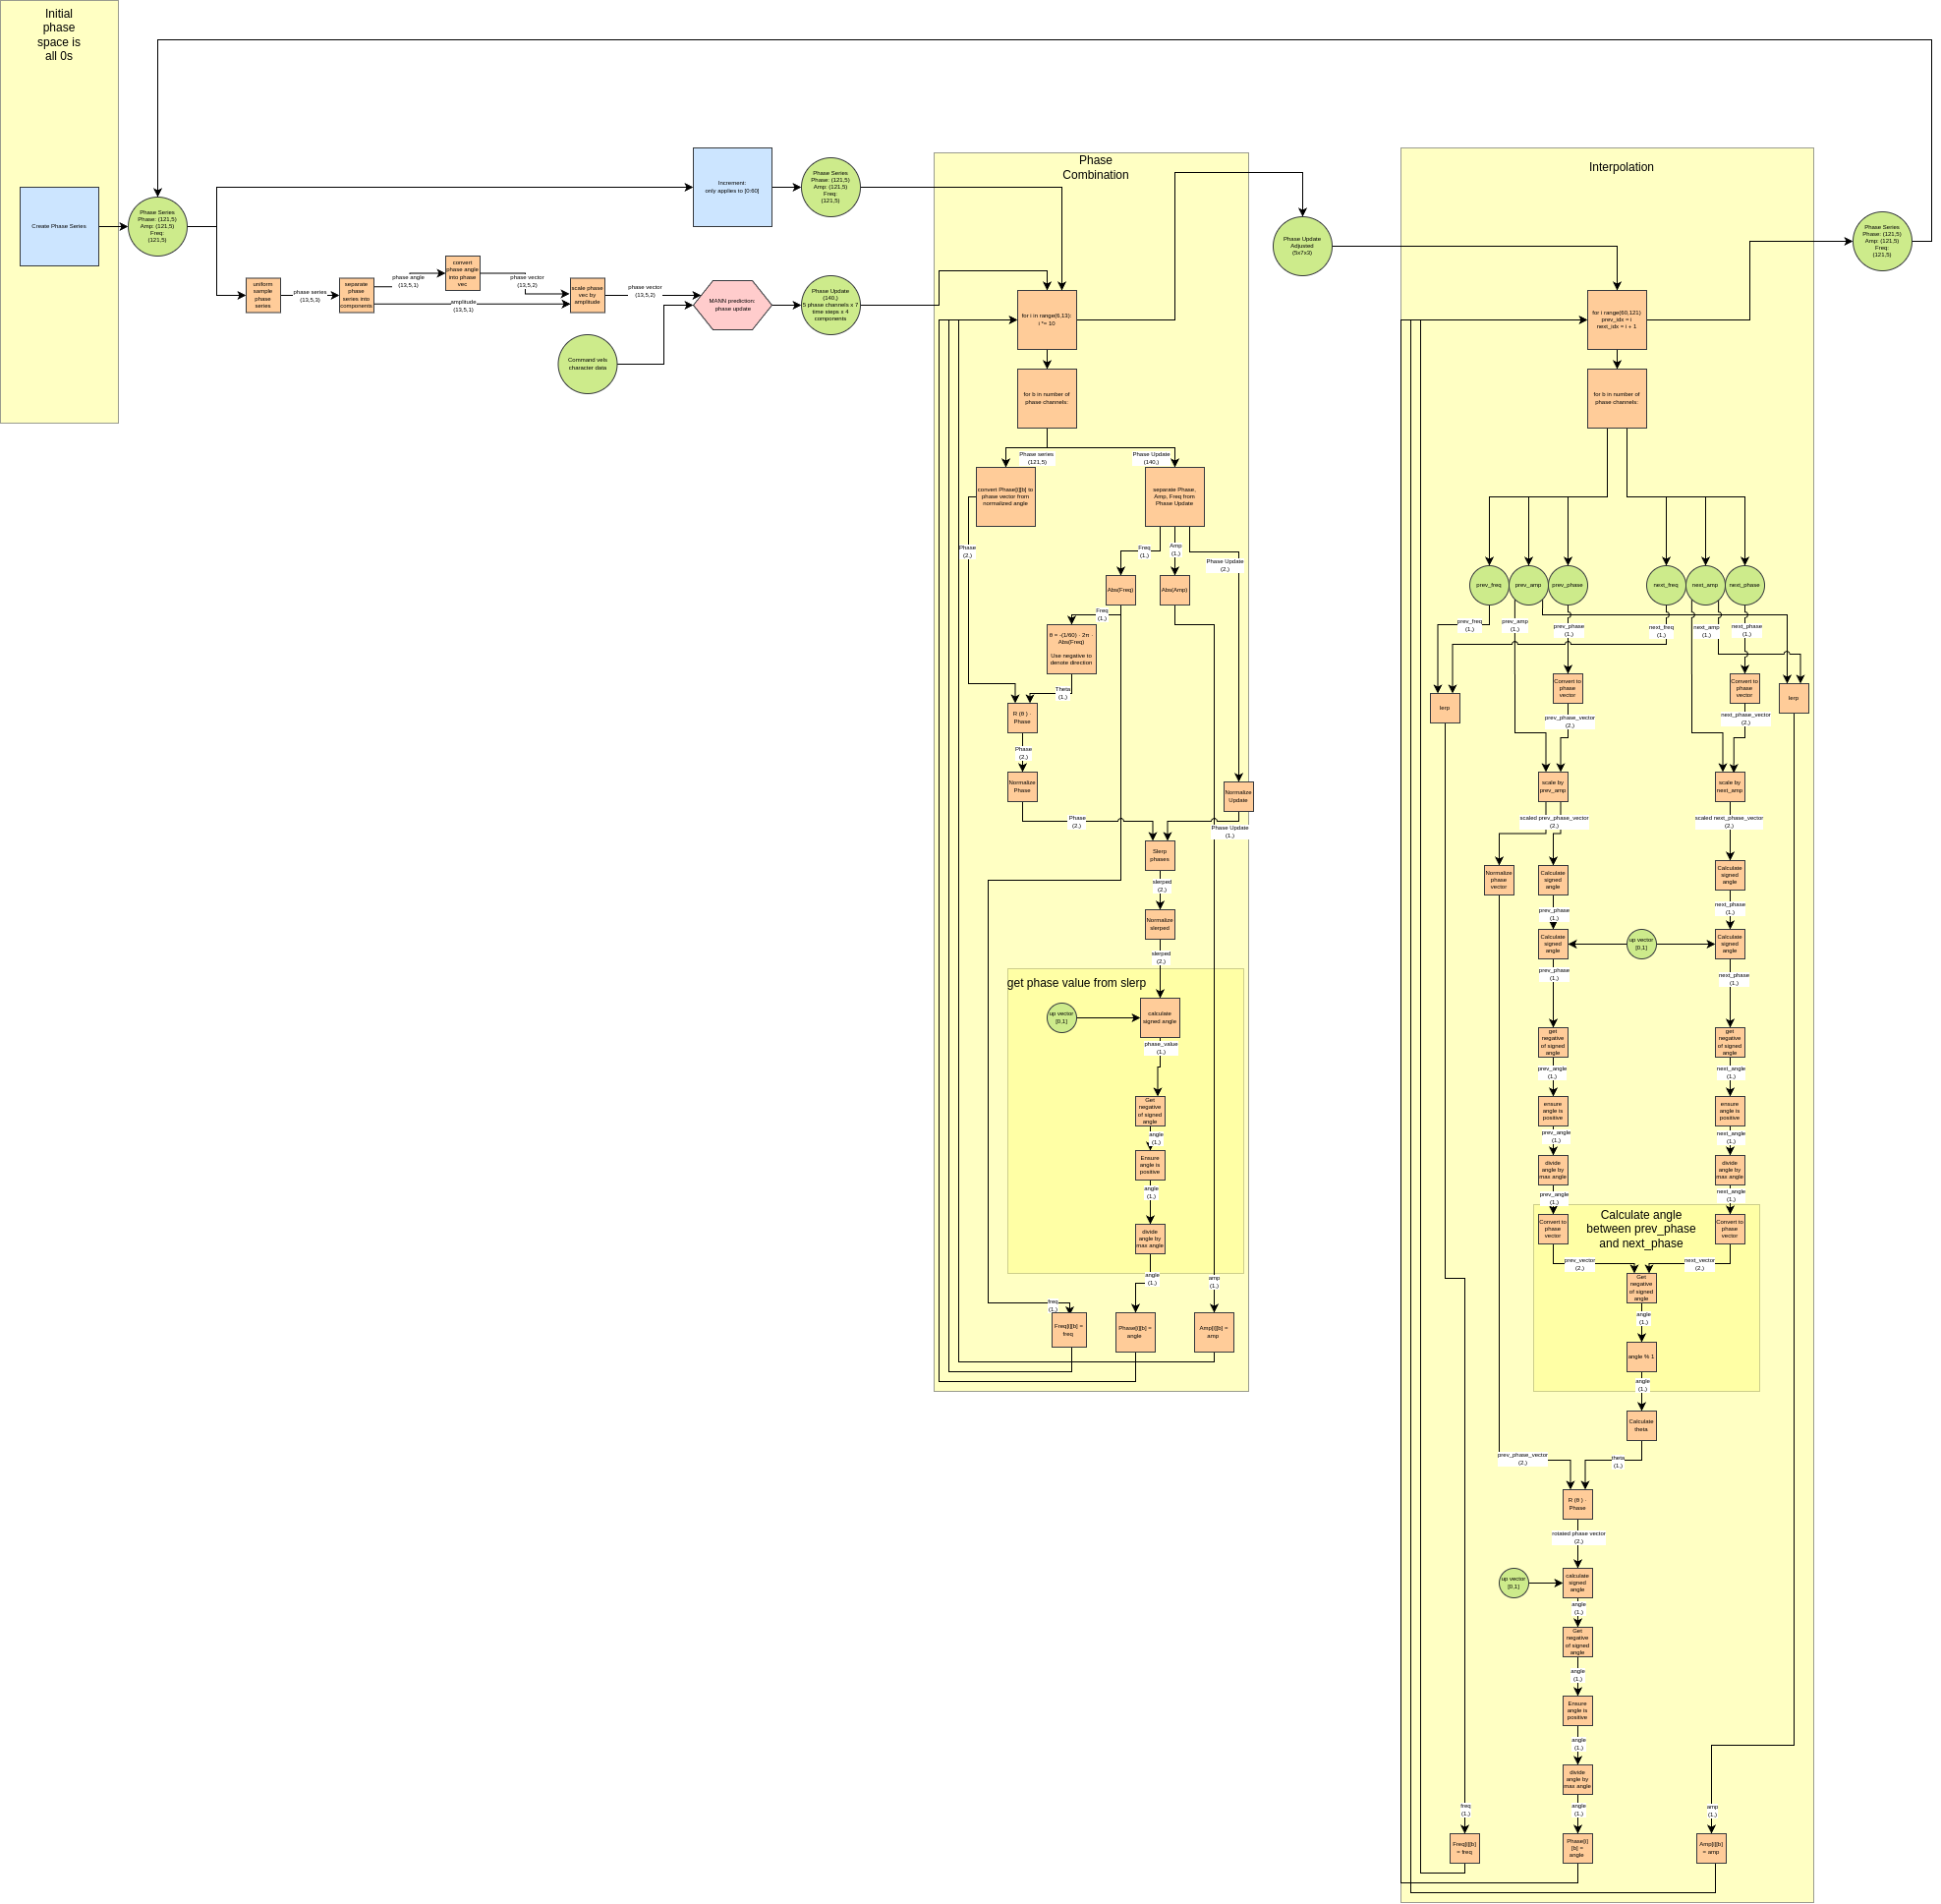 Initial
phase
space is
all 0s
Create Phase Series
Phase Series
Phase: (121,5)
Amp: (121,5)
Freq:
(121,5)
uniform
sample
phase
series
phase series
(13,5,3)
separate
phase
series into
components
phase angle
(13,5,1)
amplitude
(13,5,1)
convert
phase angle
into phase
vec
phase vector
(13,5,2)
scale phase
vec by
amplitude
phase vector
(13,5,2)
Command vels
character data
Increment:
only applies to [0:60]
MANN prediction:
phase update
Phase Series
Phase: (121,5)
Amp: (121,5)
Freq:
(121,5)
Phase Update
(140,)
5 phase channels x 7
time steps x 4
components
Phase
Combination
for i in range(6,13):
i *= 10
for b in number of
phase channels:
Phase series
(121,5)
Phase Update
(140,)
convert Phase[i][b] to
phase vector from
normalized angle
separate Phase,
Amp, Freq from
Phase Update
Phase
(2,)
Freq
(1,)
Amp
(1,)
Phase Update
(2,)
Abs(Freq)
Abs(Amp)
Freq
(1,)
θ = -(1/60) · 2π ·
Abs(Freq)
Use negative to
denote direction
Theta
(1,)
R (θ ) ·
Phase
Phase
(2,)
Normalize
Phase
Normalize
Update
Phase
(2,)
Phase Update
(1,)
Slerp
phases
slerped
(2,)
Normalize
slerped
slerped
(2,)
get phase value from slerp
up vector
[0,1]
calculate
signed angle
phase_value
(1,)
Get
negative
of signed
angle
angle
(1,)
Ensure
angle is
positive
angle
(1,)
divide
angle by
max angle
angle
(1,)
amp
(1,)
freq
(1,)
Freq[i][b] =
freq
Phase[i][b] =
angle
Amp[i][b] =
amp
Phase Update
Adjusted
(5x7x3)
Interpolation
for i range(60,121)
prev_idx = i
next_idx = i + 1
for b in number of
phase channels:
prev_freq
prev_amp
prev_phase
next_freq
next_amp
next_phase
prev_freq
(1,)
prev_amp
(1,)
prev_phase
(1,)
next_freq
(1,)
next_amp
(1,)
next_phase
(1,)
lerp
Convert to
phase
vector
Convert to
phase
vector
lerp
prev_phase_vector
(2,)
next_phase_vector
(2,)
scale by
prev_amp
scale by
next_amp
scaled prev_phase_vector
(2,)
scaled next_phase_vector
(2,)
Normalize
phase
vector
Calculate
signed
angle
Calculate
signed
angle
prev_phase
(1,)
next_phase
(1,)
Calculate
signed
angle
up vector
[0,1]
Calculate
signed
angle
prev_phase
(1,)
next_phase
(1,)
get
negative
of signed
angle
get
negative
of signed
angle
prev_angle
(1,)
next_angle
(1,)
ensure
angle is
positive
ensure
angle is
positive
prev_angle
(1,)
next_angle
(1,)
divide
angle by
max angle
divide
angle by
max angle
prev_angle
(1,)
next_angle
(1,)
Convert to
phase
vector
Calculate angle
between prev_phase
and next_phase
Convert to
phase
vector
prev_vector
(2,)
next_vector
(2,)
Get
negative
of signed
angle
angle
(1,)
angle % 1
angle
(1,)
Calculate
theta
prev_phase_vector
(2,)
theta
(1,)
R (θ ) ·
Phase
rotated phase vector
(2,)
up vector
[0,1]
calculate
signed
angle
angle
(1,)
Get
negative
of signed
angle
angle
(1,)
Ensure
angle is
positive
angle
(1,)
divide
angle by
max angle
freq
(1,)
angle
(1,)
amp
(1,)
Freq[i][b]
= freq
Phase[i]
[b] =
angle
Amp[i][b]
= amp
Phase Series
Phase: (121,5)
Amp: (121,5)
Freq:
(121,5)